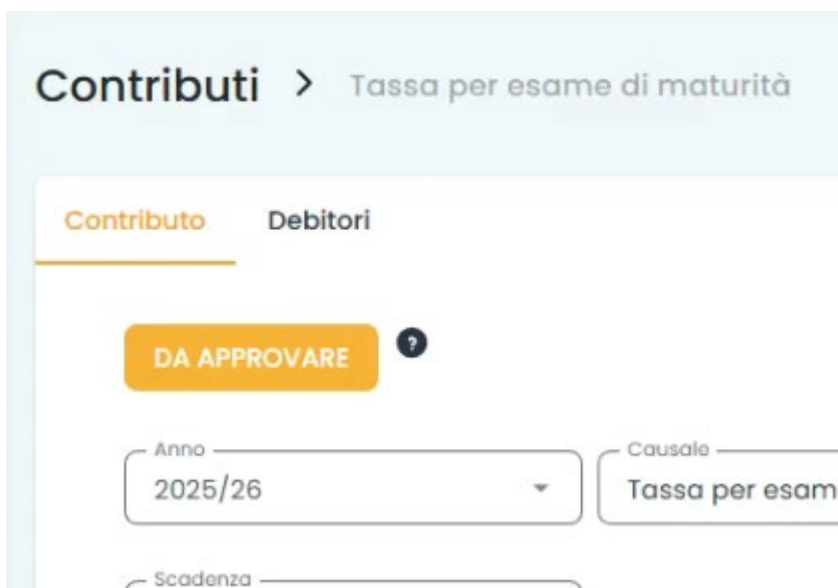 Contributi > Tassa per esame di maturità
Contributo Debitori
DA APPROVARE ?
Anno Causale
2025/26 Tassa per esam
Scadenza